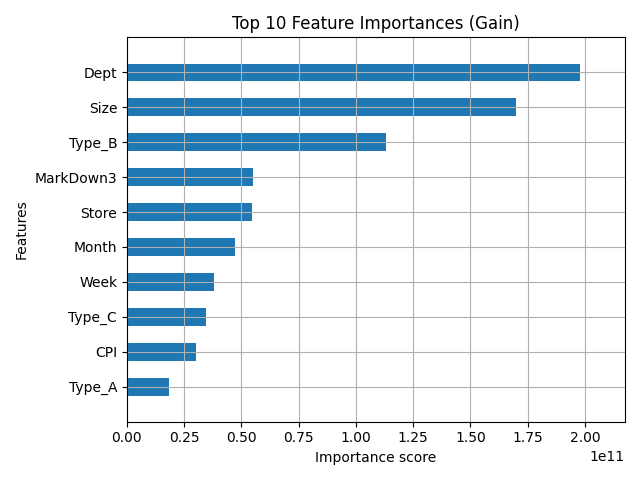 Top 10 Feature Importances (Gain)
Dept
Size
Type_B
MarkDown3
Store
Month
Week
Type_C
CPI
Type_A
Features
0.00 0.25 0.50 0.75 1.00 1.25 1.50 1.75 2.00
1e11
Importance score